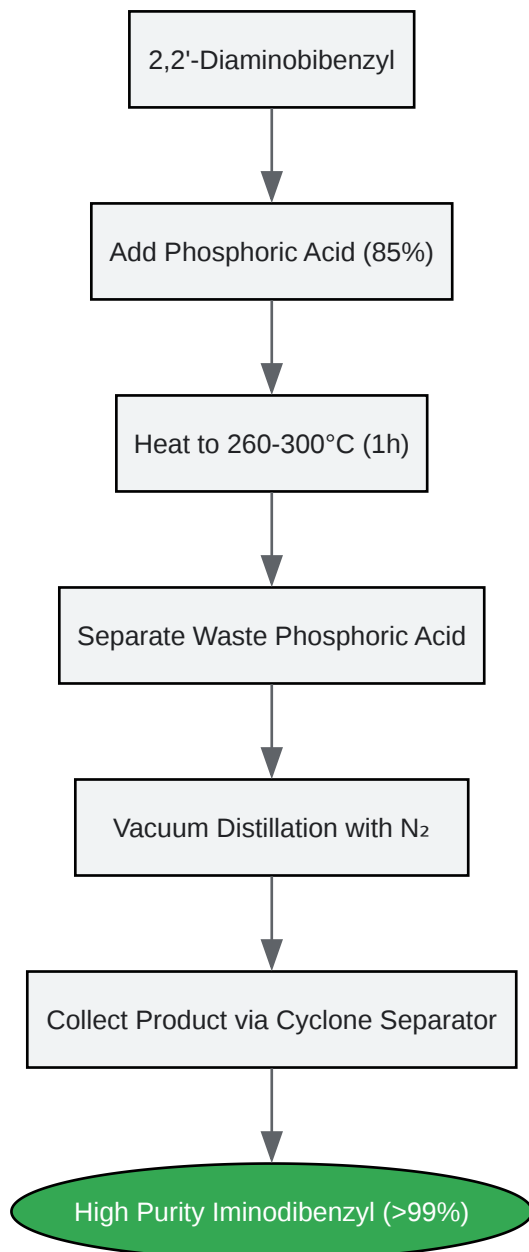 2,2'-Diaminobibenzyl
Add Phosphoric Acid (85%)
Heat to 260-300°C (1h)
Separate Waste Phosphoric Acid
Vacuum Distillation with N₂
Collect Product via Cyclone Separator
High Purity Iminodibenzyl (>99%)